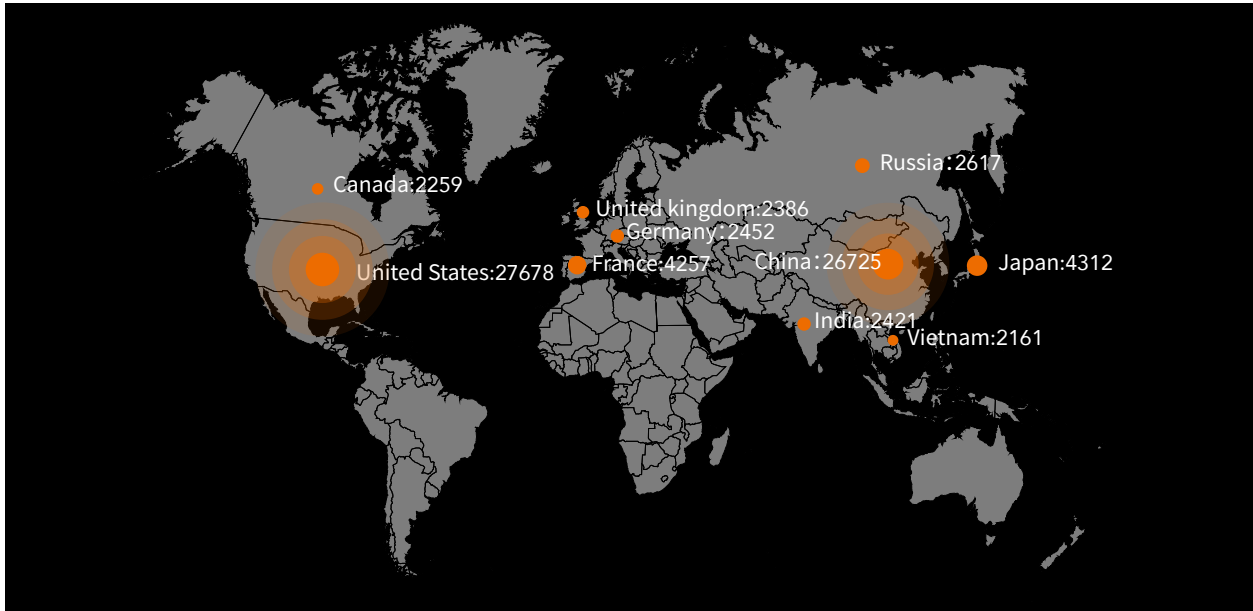 Russia：2617
Canada:2259
United kingdom:2386
Germany：2452
China：26725
France:4257
Japan:4312
United States:27678
India:2421
Vietnam:2161